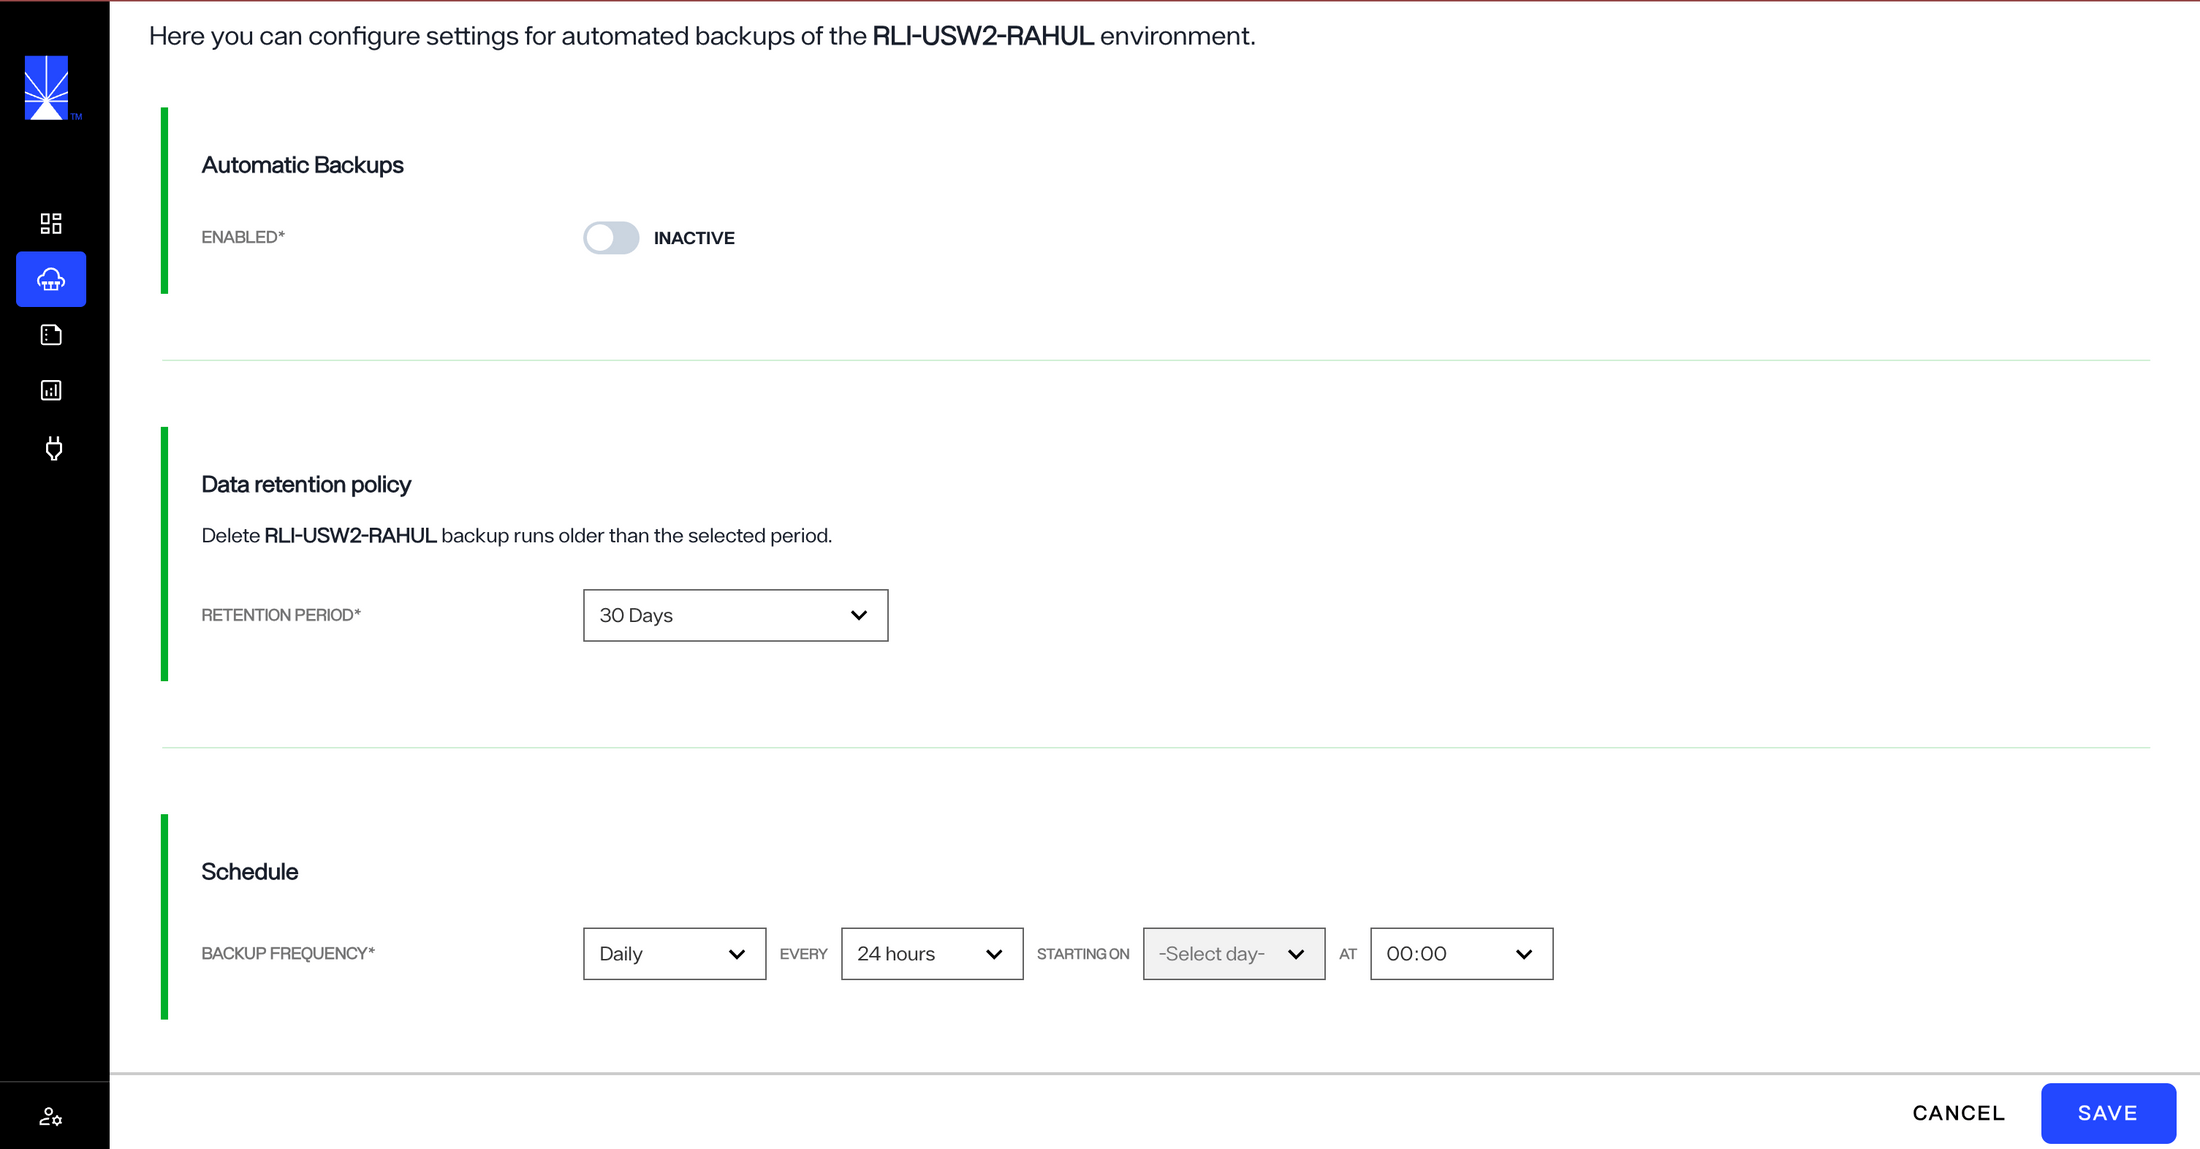 Here you can configure settings for automated backups of the RLI-USW2-RAHUL environment.
TM
Automatic Backups
ENABLED* INACTIVE
Data retention policy
Delete RLI-USW2-RAHUL backup runs older than the selected period.
RETENTION PERIOD* 30 Days
Schedule
BACKUP FREQUENCY* Daily EVERY 24 hours STARTING ON -Select day- AT 00:00
CANCEL SAVE